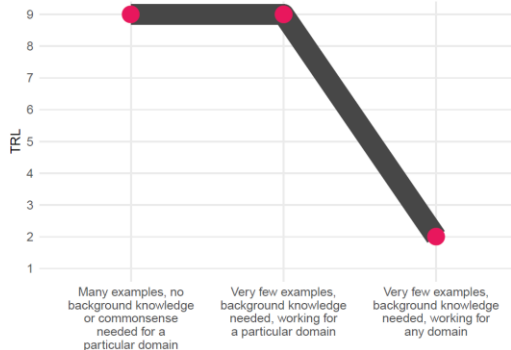 9
8
7
6
TRL
5
4
3
2
1
Many examples, no
background knowledge
or commonsense
needed for a
particular domain
Very few examples,
background knowledge
needed, working for
a particular domain
Very few examples,
background knowledge
needed, working for
any domain